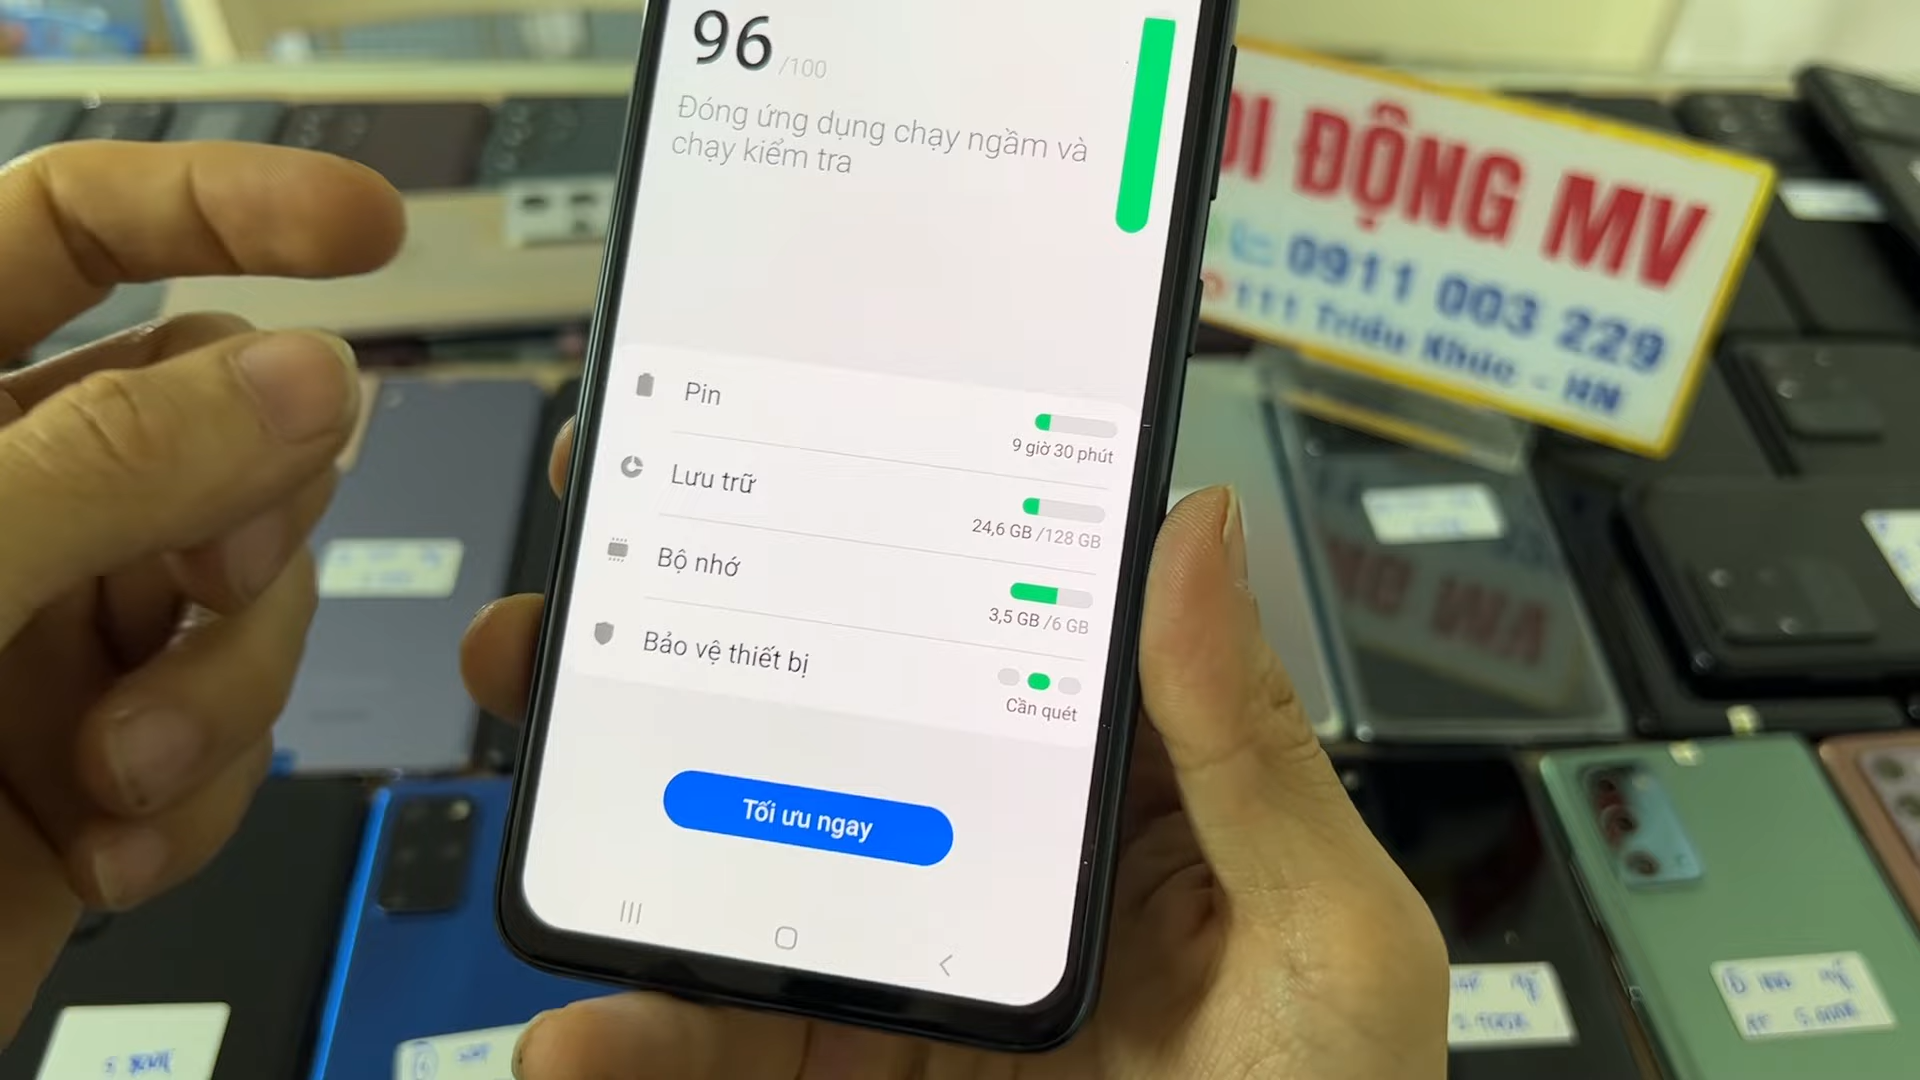 96 /100
Đóng ứng dụng chạy ngầm và
chạy kiểm tra
Pin
9 giờ 30 phút
Lưu trữ
24,6 GB /128 GB
Bộ nhớ
3,5 GB /6 GB
Bảo vệ thiết bị
Cần quét
Tối ưu ngay
DI ĐỘNG MV
0911 003 229
111 Triều Khúc - HN